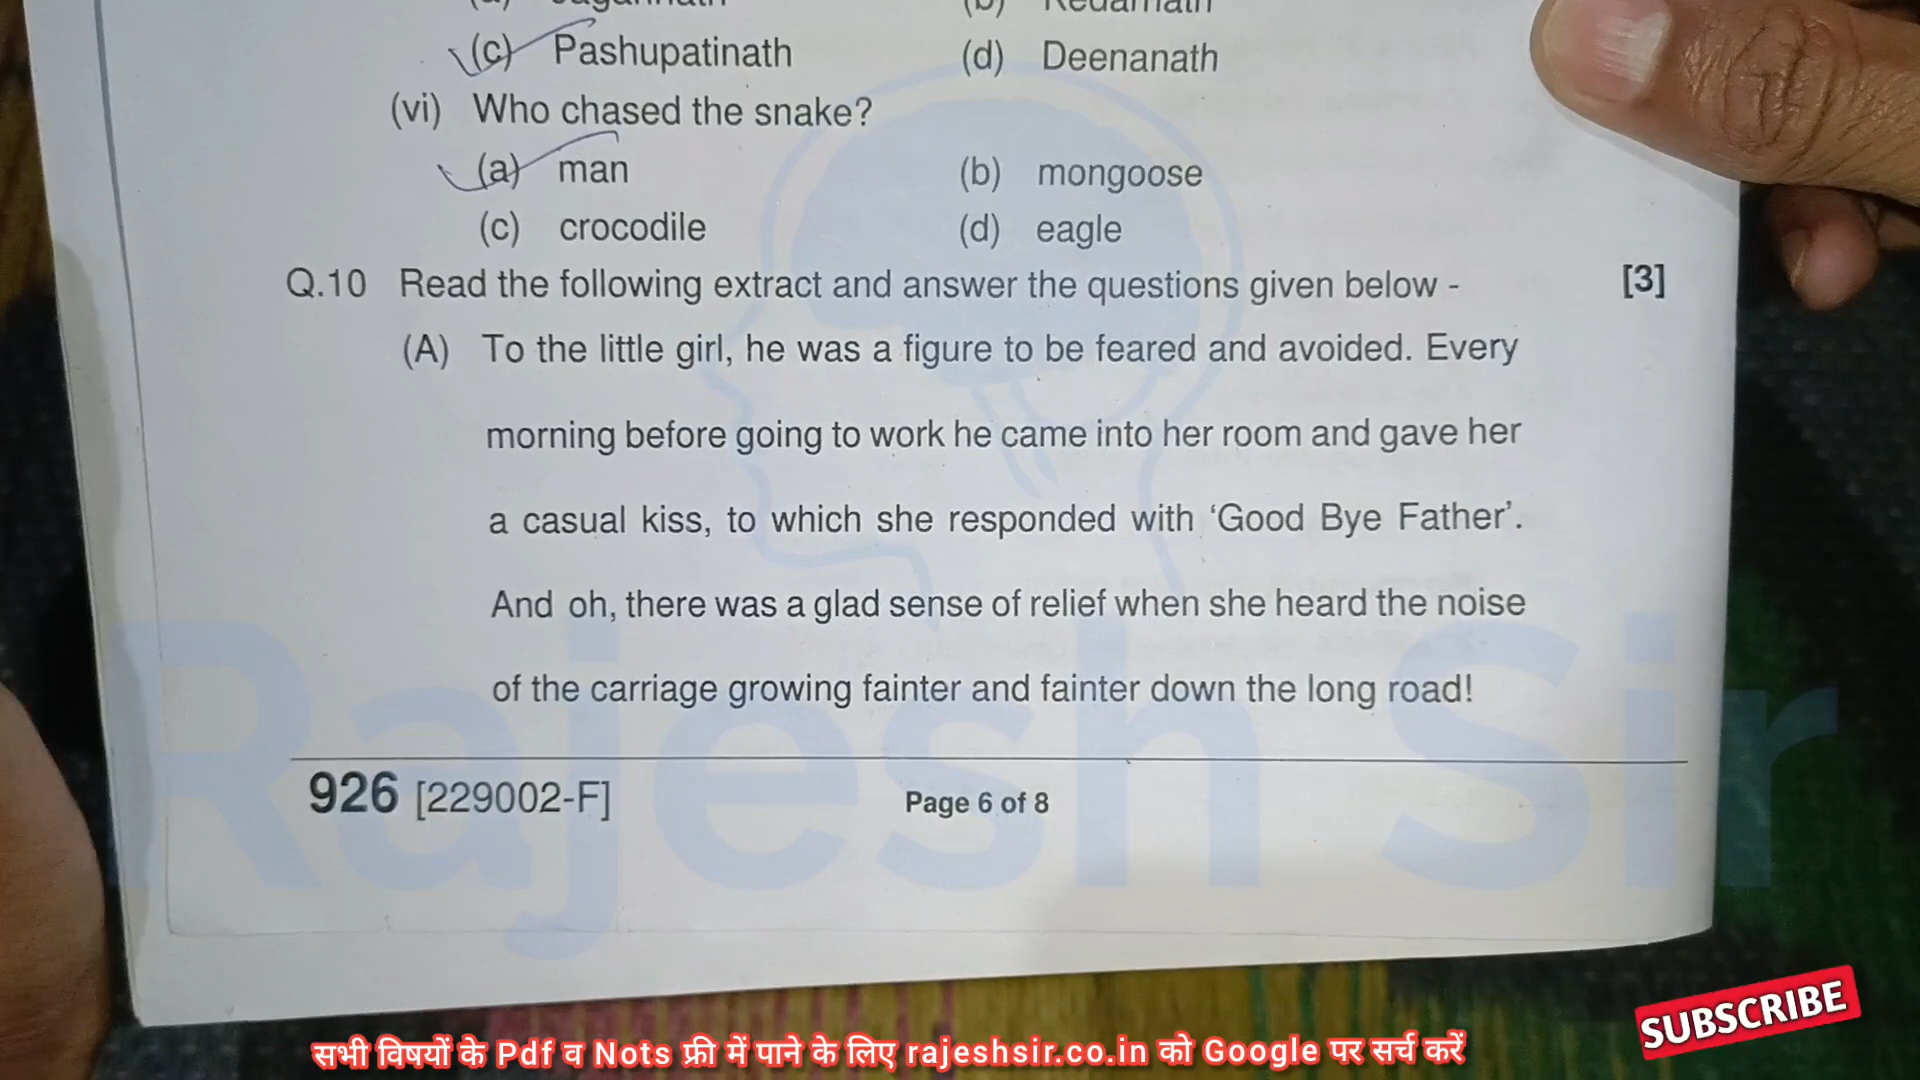 (c) Pashupatinath (d) Deenanath
(vi) Who chased the snake?
(a) man (b) mongoose
(c) crocodile (d) eagle
Q.10 Read the following extract and answer the questions given below - [3]
(A) To the little girl, he was a figure to be feared and avoided. Every
morning before going to work he came into her room and gave her
a casual kiss, to which she responded with ‘Good Bye Father’.
And oh, there was a glad sense of relief when she heard the noise
of the carriage growing fainter and fainter down the long road!
926 [229002-F] Page 6 of 8
Rajesh Sir
सभी विषयों के Pdf व Nots फ्री में पाने के लिए rajeshsir.co.in को Google पर सर्च करें
SUBSCRIBE